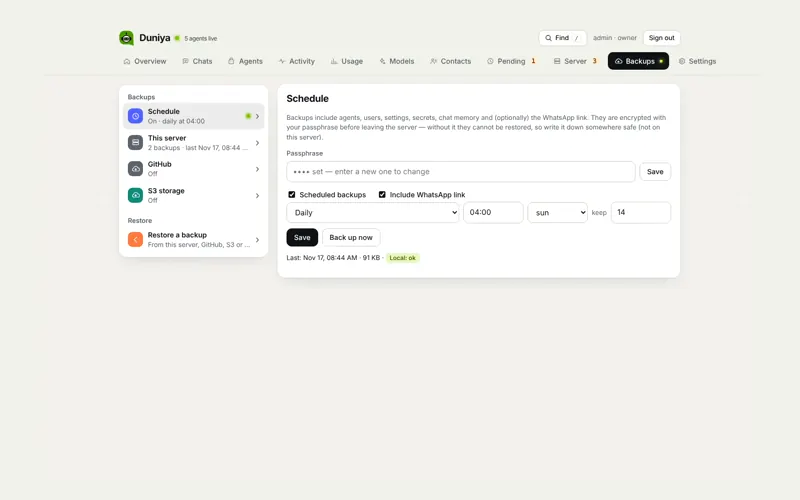 Duniya 5 agents live
Find / admin · owner Sign out
Overview Chats Agents Activity Usage Models Contacts Pending 1 Server 3 Backups Settings
Backups
Schedule
On · daily at 04:00
This server
2 backups · last Nov 17, 08:44 ...
GitHub
Off
S3 storage
Off
Restore
Restore a backup
From this server, GitHub, S3 or ...
Schedule
Backups include agents, users, settings, secrets, chat memory and (optionally) the WhatsApp link. They are encrypted with
your passphrase before leaving the server — without it they cannot be restored, so write it down somewhere safe (not on
this server).
Passphrase
•••• set — enter a new one to change Save
Scheduled backups Include WhatsApp link
Daily 04:00 sun keep 14
Save Back up now
Last: Nov 17, 08:44 AM · 91 KB · Local: ok